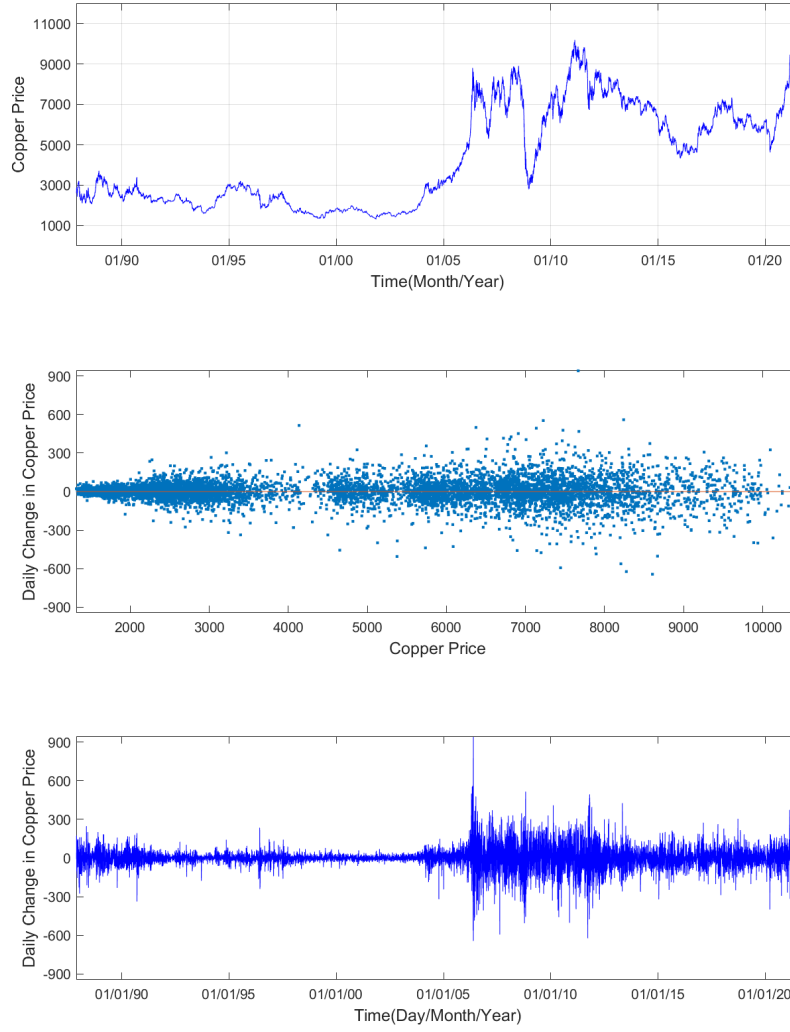 11000
9000
7000
5000
3000
1000
Copper Price
01/90 01/95 01/00 01/05 01/10 01/15 01/20
Time(Month/Year)
900
600
300
0
-300
-600
-900
Daily Change in Copper Price
2000 3000 4000 5000 6000 7000 8000 9000 10000
Copper Price
900
600
300
0
-300
-600
-900
Daily Change in Copper Price
01/01/90 01/01/95 01/01/00 01/01/05 01/01/10 01/01/15 01/01/20
Time(Day/Month/Year)